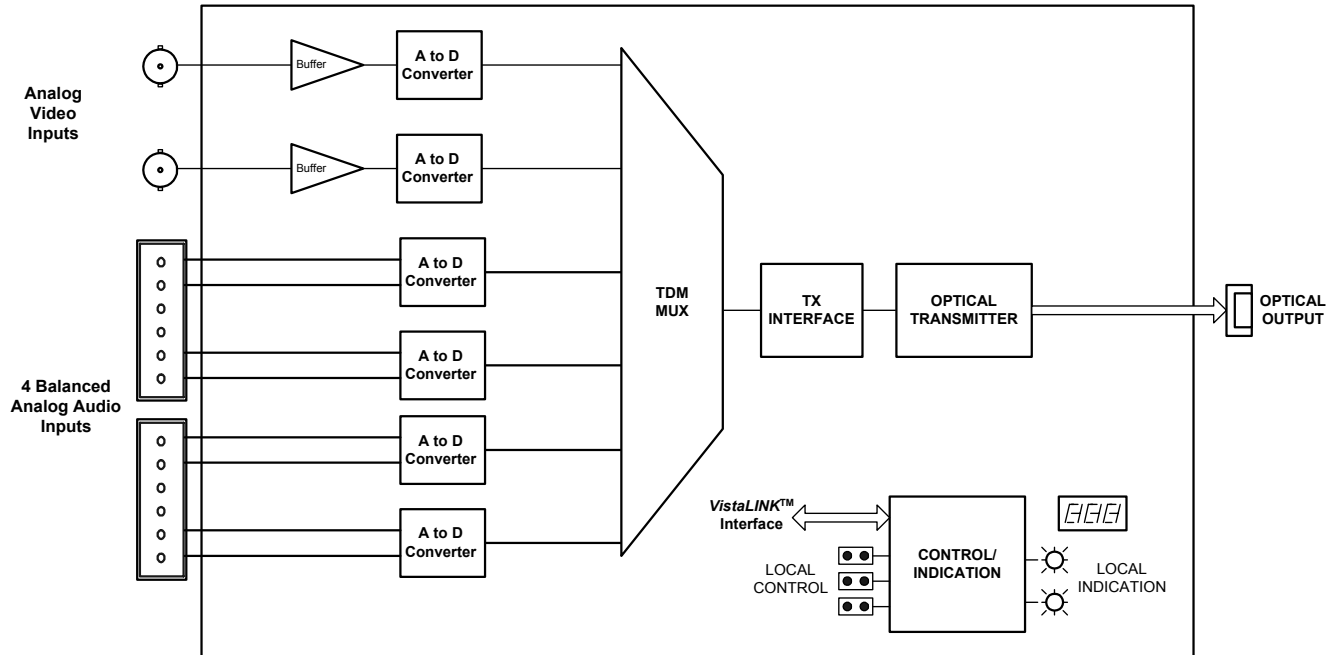 Analog
Video
Inputs
Buffer
A to D
Converter
Buffer
A to D
Converter
4 Balanced
Analog Audio
Inputs
A to D
Converter
A to D
Converter
A to D
Converter
A to D
Converter
TDM
MUX
TX
INTERFACE
OPTICAL
TRANSMITTER
OPTICAL
OUTPUT
VistaLINK™
Interface
LOCAL
CONTROL
CONTROL/
INDICATION
LOCAL
INDICATION